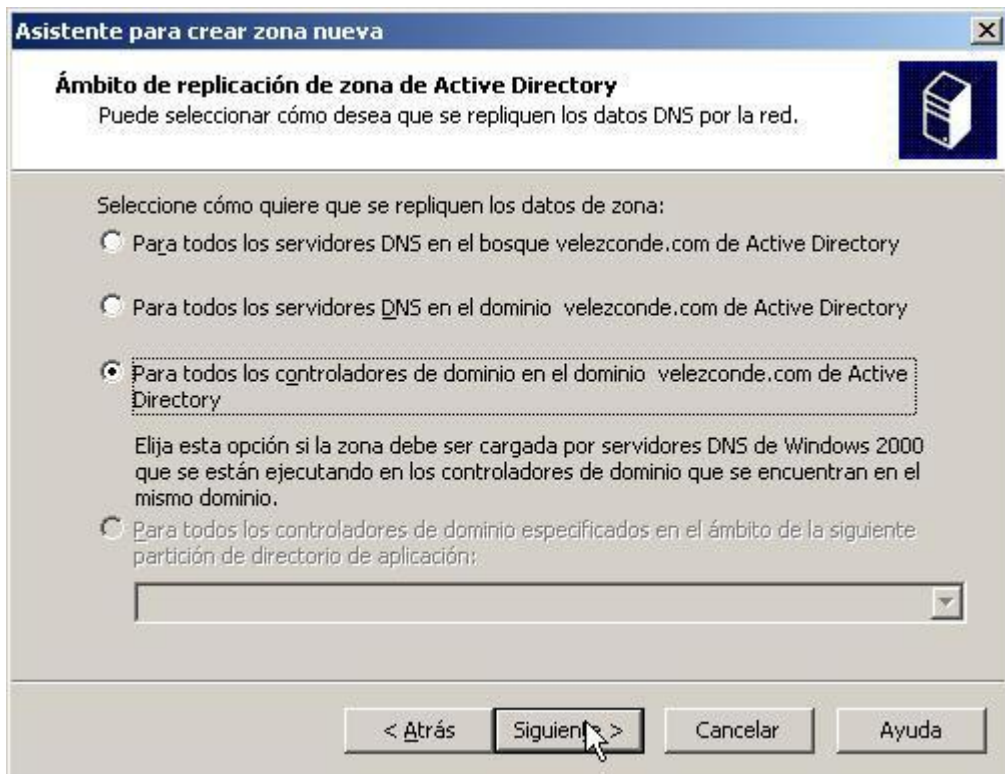 Asistente para crear zona nueva
Ámbito de replicación de zona de Active Directory
Puede seleccionar cómo desea que se repliquen los datos DNS por la red.
Seleccione cómo quiere que se repliquen los datos de zona:
Para todos los servidores DNS en el bosque velezconde.com de Active Directory
Para todos los servidores DNS en el dominio velezconde.com de Active Directory
Para todos los controladores de dominio en el dominio velezconde.com de Active
Directory
Elija esta opción si la zona debe ser cargada por servidores DNS de Windows 2000
que se están ejecutando en los controladores de dominio que se encuentran en el
mismo dominio.
Para todos los controladores de dominio especificados en el ámbito de la siguiente
partición de directorio de aplicación:
< Atrás
Siguiente >
Cancelar
Ayuda